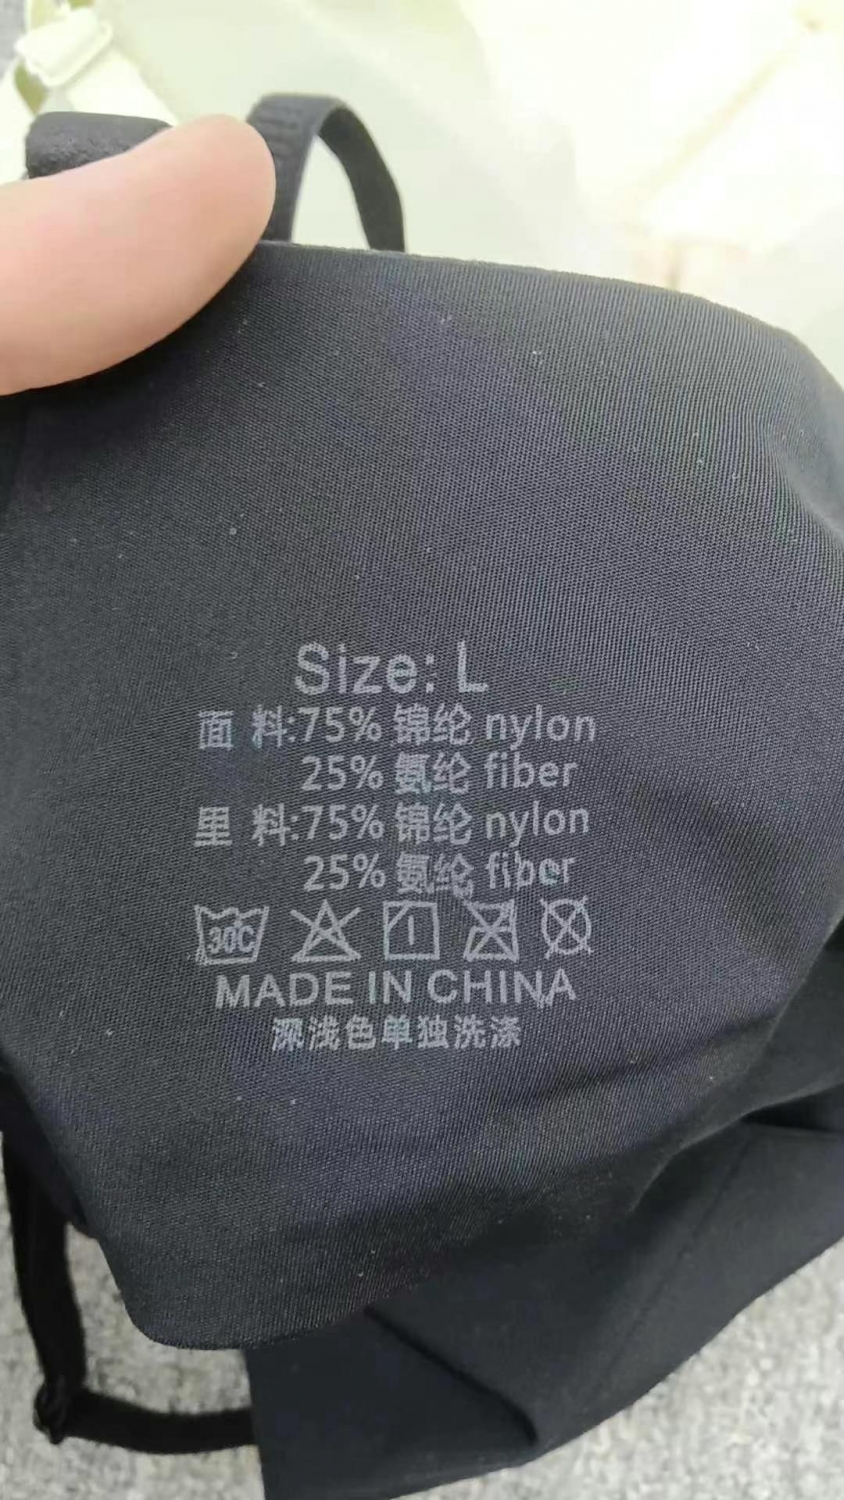 Size: L
面 料:75% 锦纶 nylon
25% 氨纶 fiber
里 料:75% 锦纶 nylon
25% 氨纶 fiber
30C
MADE IN CHINA
深浅色单独洗涤